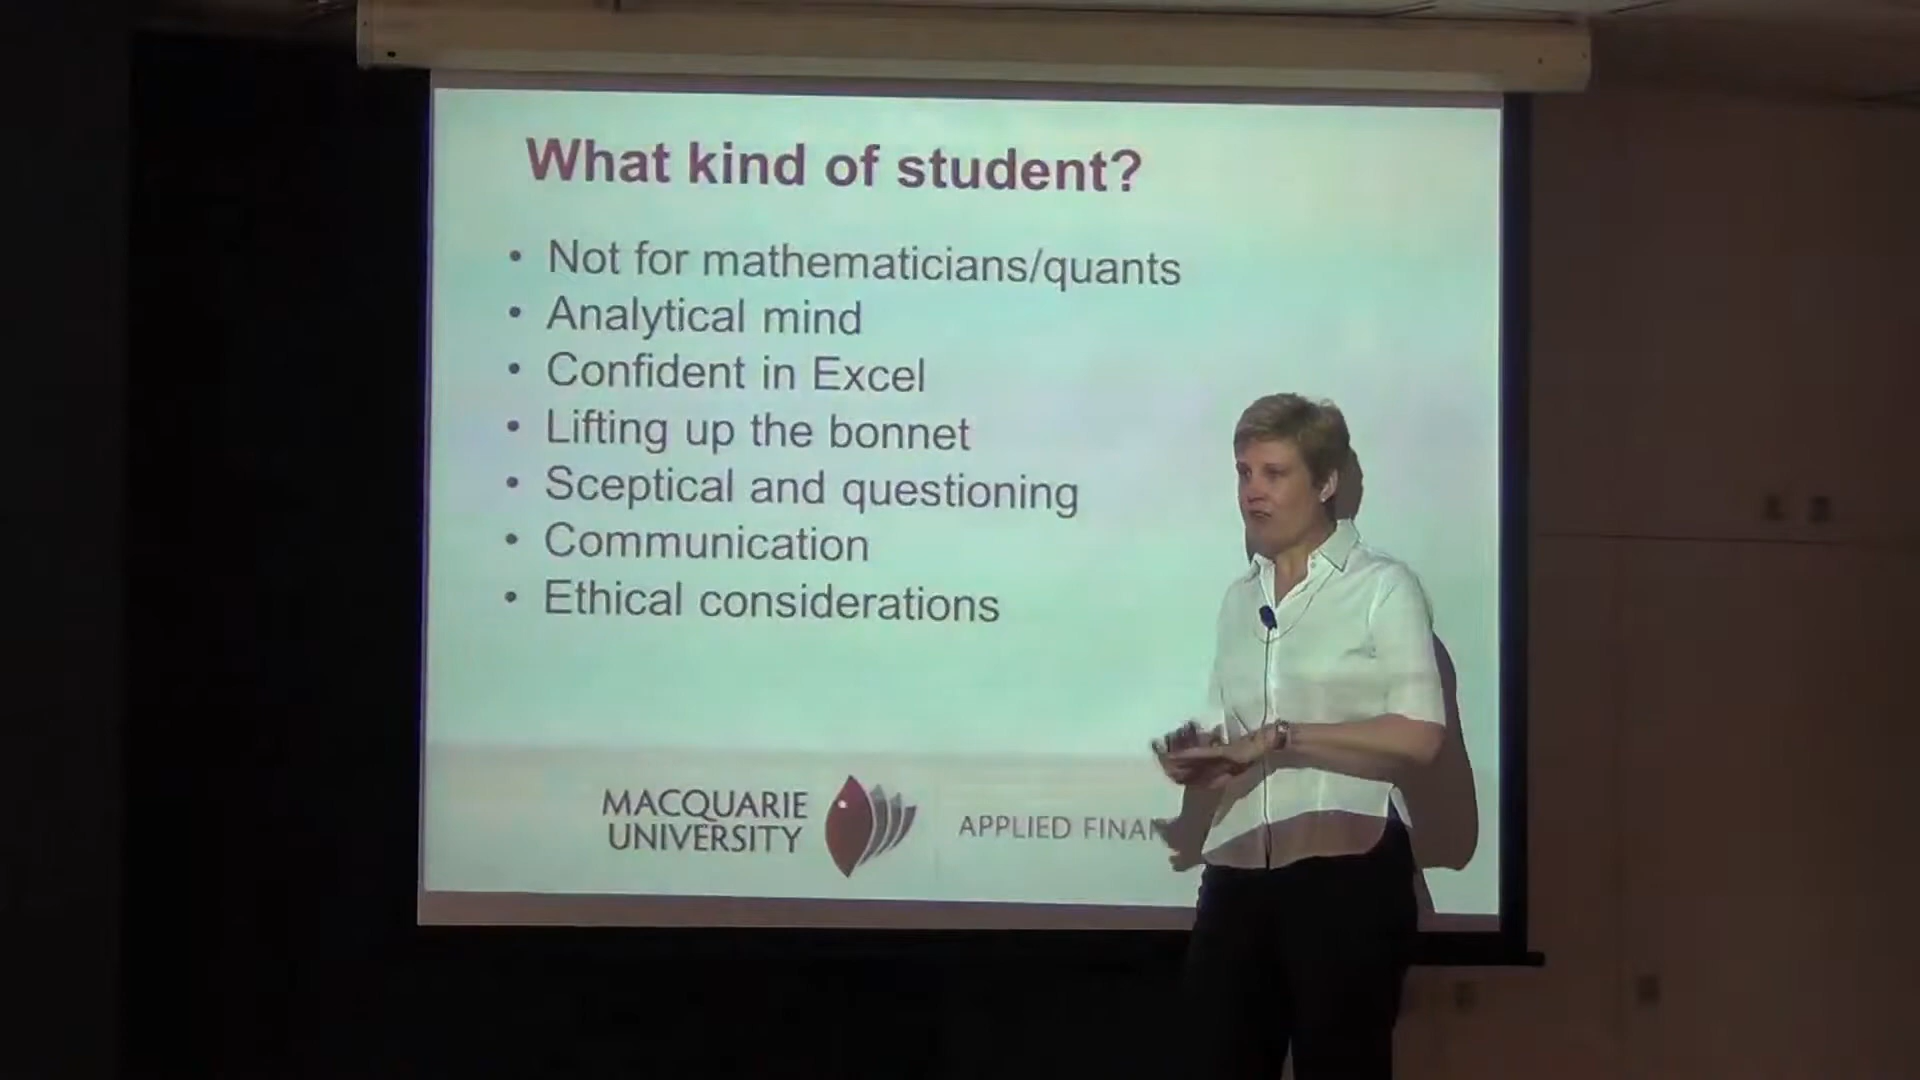 What kind of student?
• Not for mathematicians/quants
• Analytical mind
• Confident in Excel
• Lifting up the bonnet
• Sceptical and questioning
• Communication
• Ethical considerations
MACQUARIE
UNIVERSITY
APPLIED